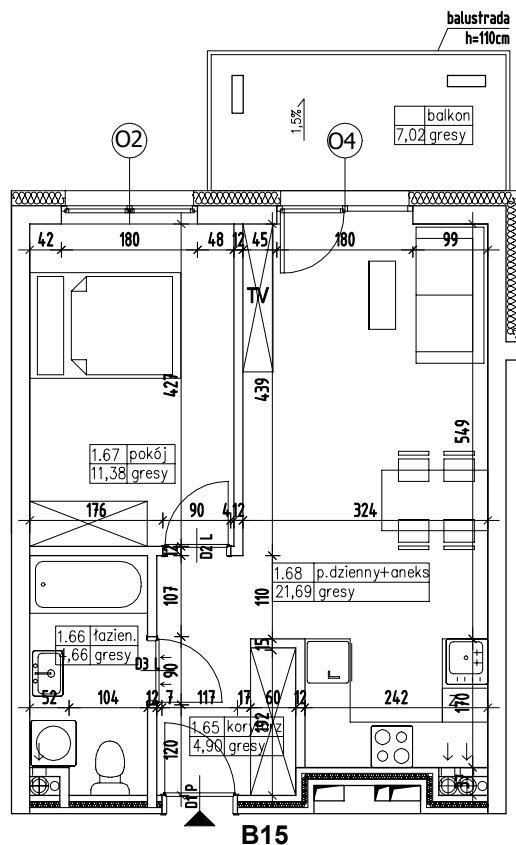 balustrada
h=110cm
O2
O4
1,5%
balkon
7,02 gresy
42 180 48 12 45 180 99
TV
427
439
549
1.67 pokój
11,38 gresy
176 90 4 12 324
12
D2 L
1.68 p.dzienny+aneks
21,69 gresy
107
110
1.66 łazien.
4,66 gresy
D3 L
90
15
L
52 104 12 7 117 17 60 12 242
170
1.65 korytarz
4,90 gresy
192
120
D1 P
B15